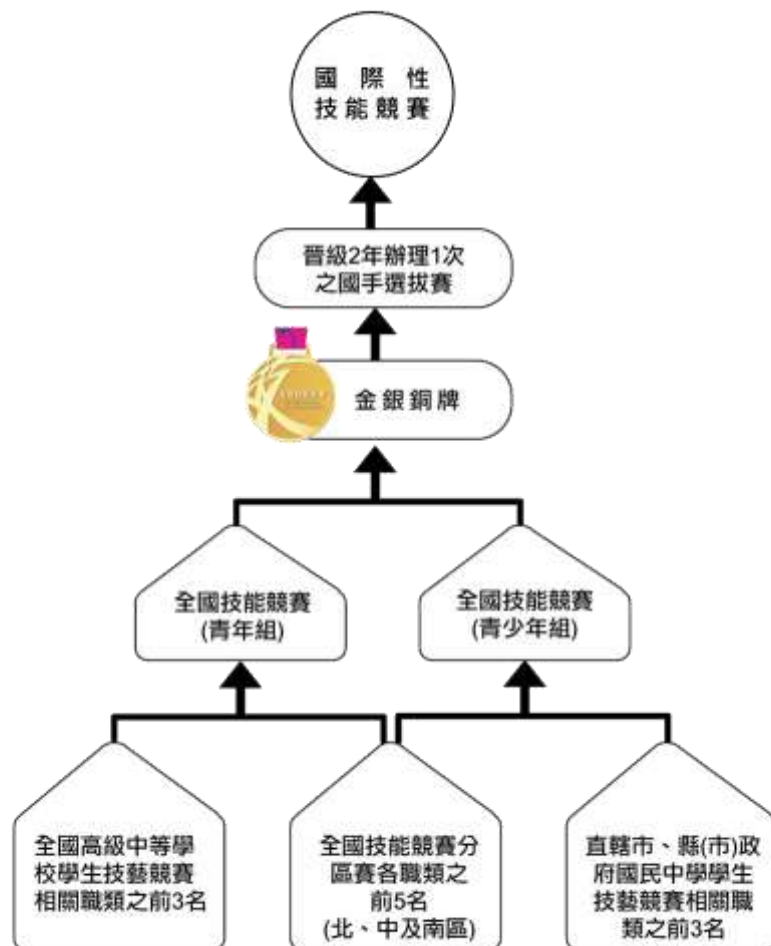 國際性
技能競賽
晉級2年辦理1次
之國手選拔賽
金銀銅牌
全國技能競賽
(青年組)
全國技能競賽
(青少年組)
全國高級中等學
校學生技藝競賽
相關職類之前3名
全國技能競賽分
區賽各職類之
前5名
(北、中及南區)
直轄市、縣(市)政
府國民中學學生
技藝競賽相關職
類之前3名